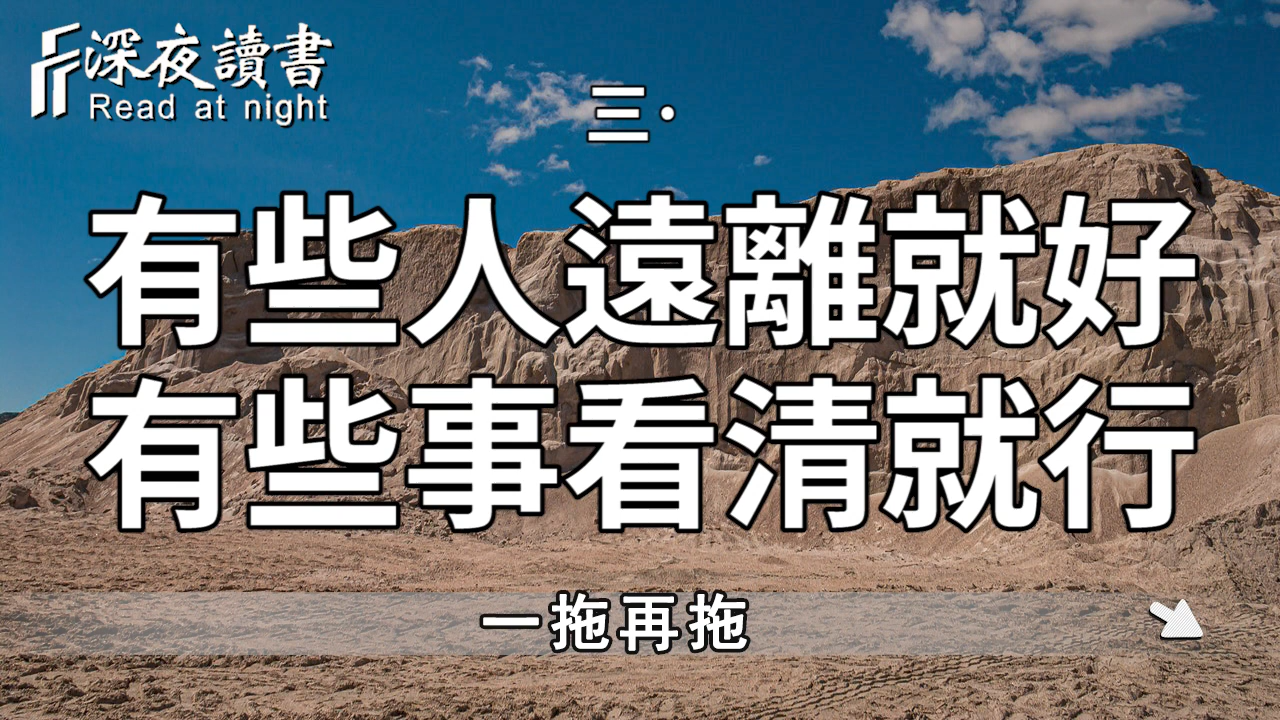 深夜讀書
Read at night
三·
有些人遠離就好
有些事看清就行
一拖再拖